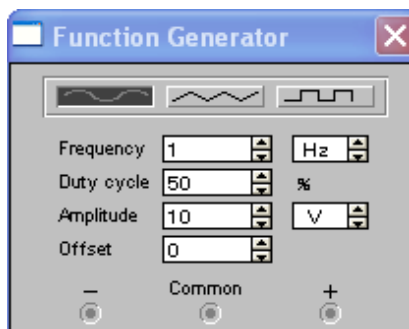 Function Generator
Frequency 1 Hz
Duty cycle 50 %
Amplitude 10 V
Offset 0
− Common +